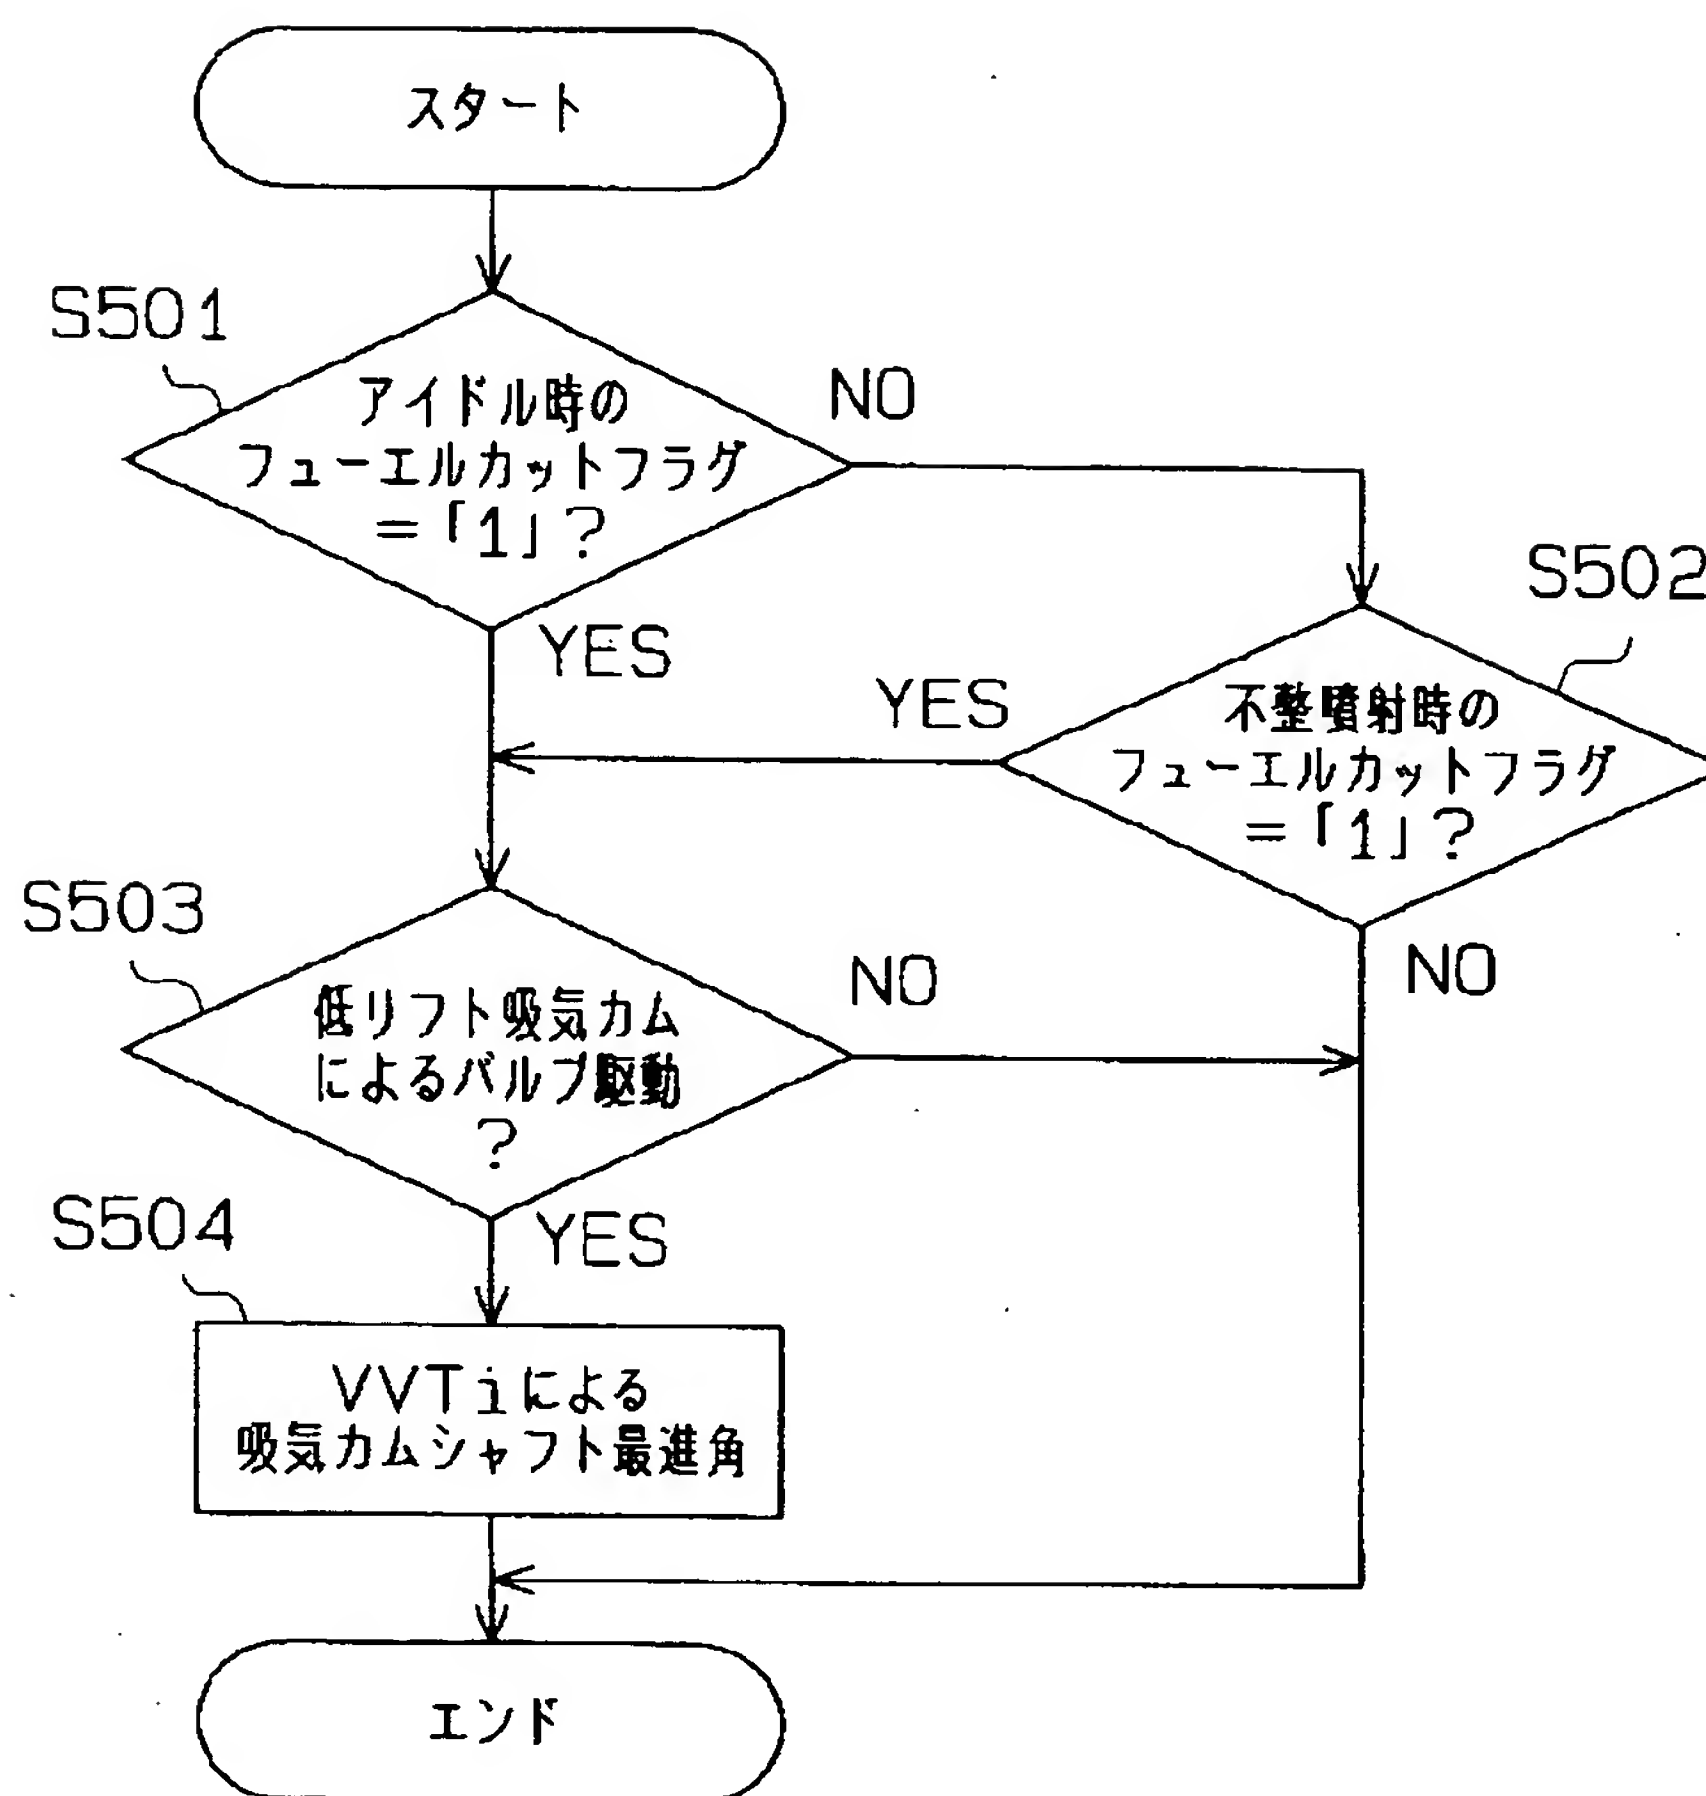 スタート
S501
アイドル時の
フューエルカットフラグ
=「1」?
NO
YES
S502
不整噴射時の
フューエルカットフラグ
=「1」?
YES
NO
S503
低リフト吸気カム
によるバルブ駆動
?
NO
YES
S504
VVTiによる
吸気カムシャフト最進角
エンド